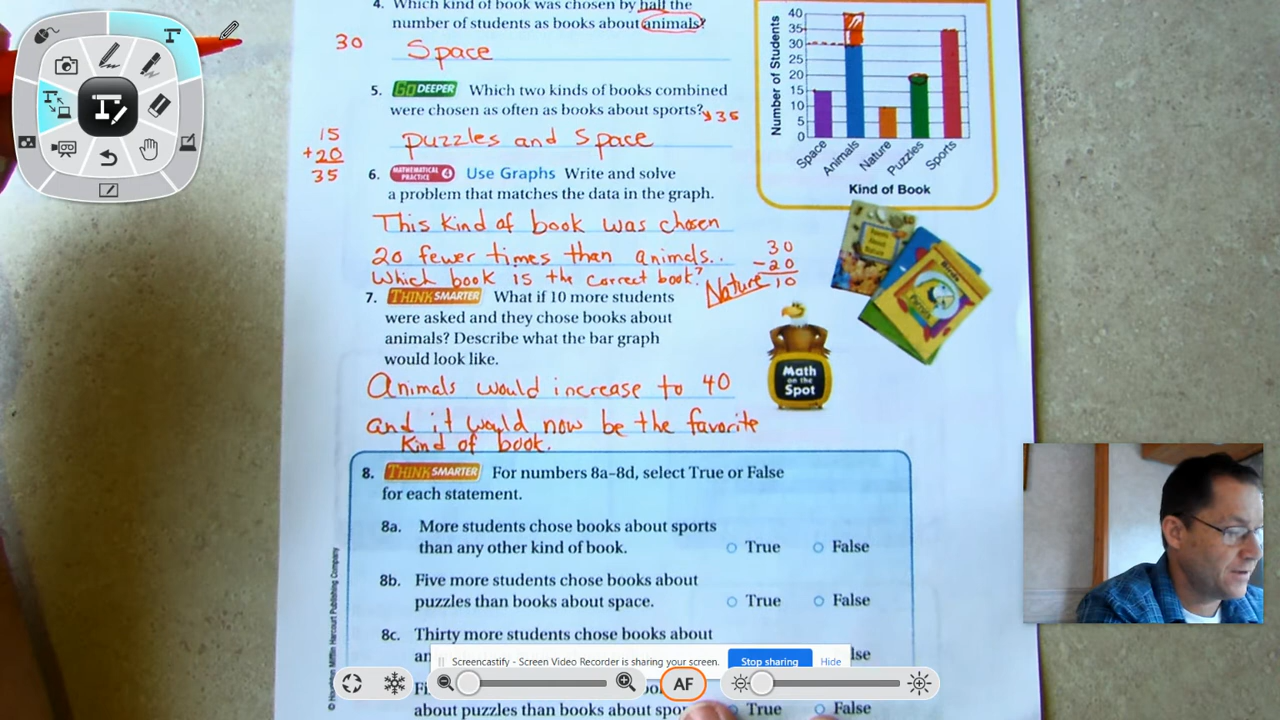 4. Which kind of book was chosen by half the
number of students as books about animals?
30 Space
5. GO DEEPER Which two kinds of books combined
were chosen as often as books about sports? 35
15
+20
35
puzzles and Space
6. MATHEMATICAL PRACTICE 4 Use Graphs Write and solve
a problem that matches the data in the graph.
This kind of book was chosen
20 fewer times than animals..
Which book is the correct book? Nature
30
-20
10
7. THINK SMARTER What if 10 more students
were asked and they chose books about
animals? Describe what the bar graph
would look like.
Animals would increase to 40
and it would now be the favorite
kind of book.
8. THINK SMARTER For numbers 8a–8d, select True or False
for each statement.
8a. More students chose books about sports
than any other kind of book. True False
8b. Five more students chose books about
puzzles than books about space. True False
8c. Thirty more students chose books about
about puzzles than books about True False
Number of Students
40
35
30
25
20
15
10
5
0
Space
Animals
Nature
Puzzles
Sports
Kind of Book
Math
on the
Spot
Birds
Parrots
© Houghton Mifflin Harcourt Publishing Company
Screencastify - Screen Video Recorder is sharing your screen.
Stop sharing
Hide
AF